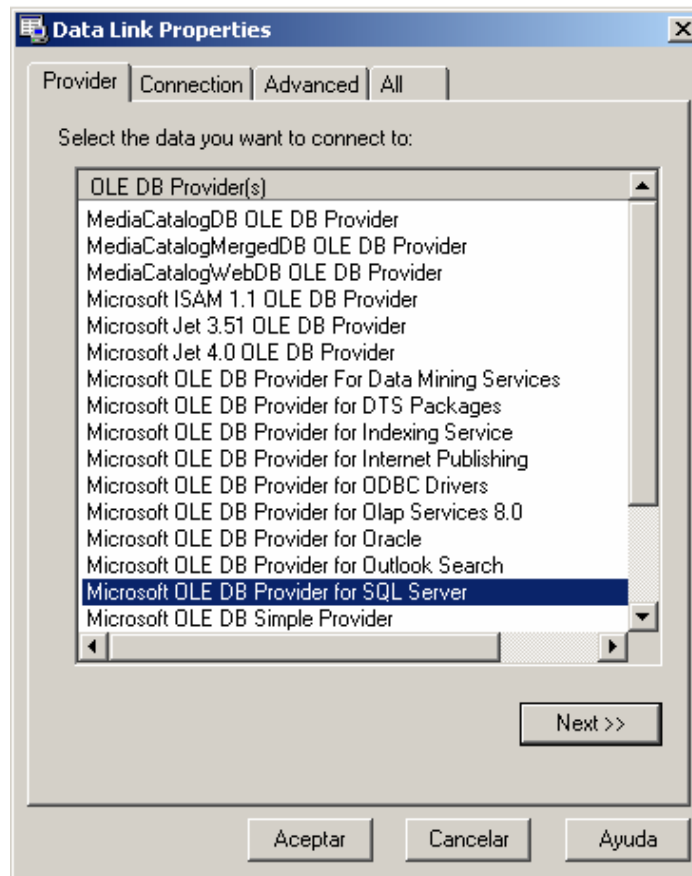 Data Link Properties
Provider Connection Advanced All
Select the data you want to connect to:
OLE DB Provider(s)
MediaCatalogDB OLE DB Provider
MediaCatalogMergedDB OLE DB Provider
MediaCatalogWebDB OLE DB Provider
Microsoft ISAM 1.1 OLE DB Provider
Microsoft Jet 3.51 OLE DB Provider
Microsoft Jet 4.0 OLE DB Provider
Microsoft OLE DB Provider For Data Mining Services
Microsoft OLE DB Provider for DTS Packages
Microsoft OLE DB Provider for Indexing Service
Microsoft OLE DB Provider for Internet Publishing
Microsoft OLE DB Provider for ODBC Drivers
Microsoft OLE DB Provider for Olap Services 8.0
Microsoft OLE DB Provider for Oracle
Microsoft OLE DB Provider for Outlook Search
Microsoft OLE DB Provider for SQL Server
Microsoft OLE DB Simple Provider
Next >>
Aceptar Cancelar Ayuda